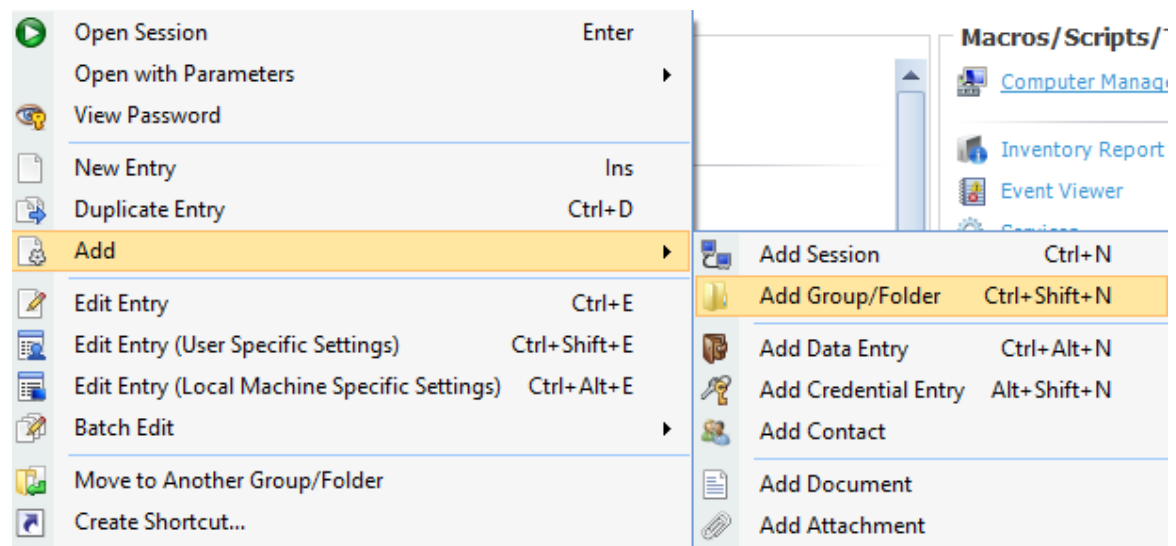 Open Session Enter
Open with Parameters
View Password
New Entry Ins
Duplicate Entry Ctrl+D
Add
Edit Entry Ctrl+E
Edit Entry (User Specific Settings) Ctrl+Shift+E
Edit Entry (Local Machine Specific Settings) Ctrl+Alt+E
Batch Edit
Move to Another Group/Folder
Create Shortcut...
Macros/Scripts/
Computer Manag
Inventory Report
Event Viewer
Add Session Ctrl+N
Add Group/Folder Ctrl+Shift+N
Add Data Entry Ctrl+Alt+N
Add Credential Entry Alt+Shift+N
Add Contact
Add Document
Add Attachment